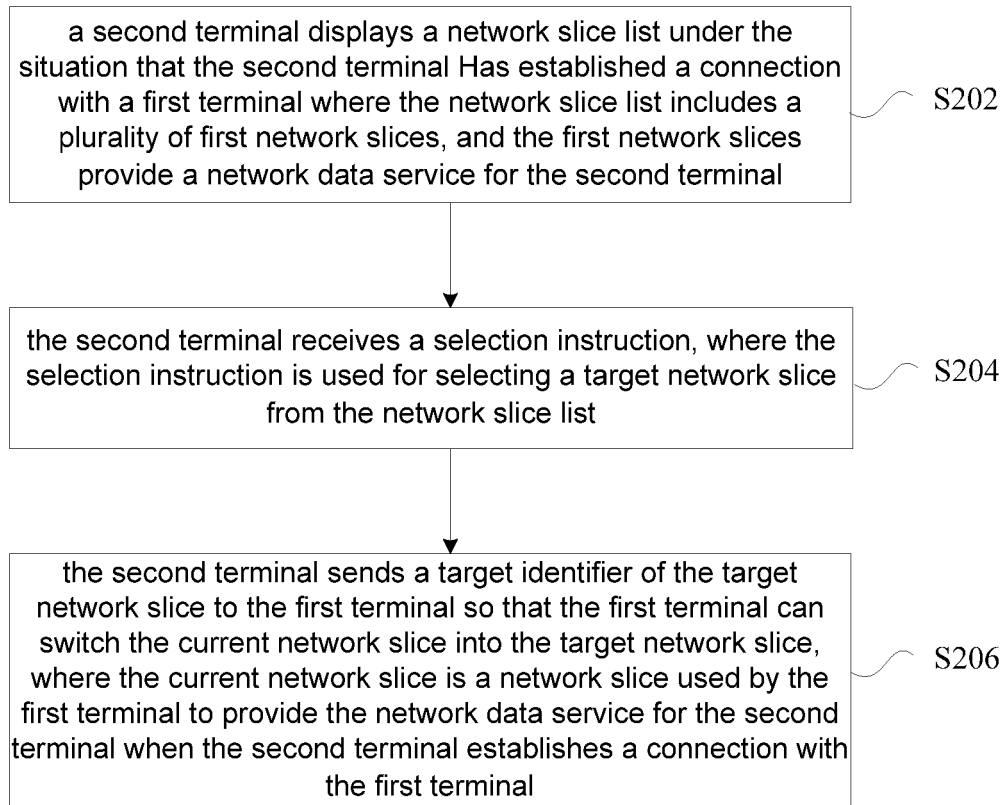 a second terminal displays a network slice list under the
situation that the second terminal Has established a connection
with a first terminal where the network slice list includes a
plurality of first network slices, and the first network slices
provide a network data service for the second terminal
S202
the second terminal receives a selection instruction, where the
selection instruction is used for selecting a target network slice
from the network slice list
S204
the second terminal sends a target identifier of the target
network slice to the first terminal so that the first terminal can
switch the current network slice into the target network slice,
where the current network slice is a network slice used by the
first terminal to provide the network data service for the second
terminal when the second terminal establishes a connection with
the first terminal
S206